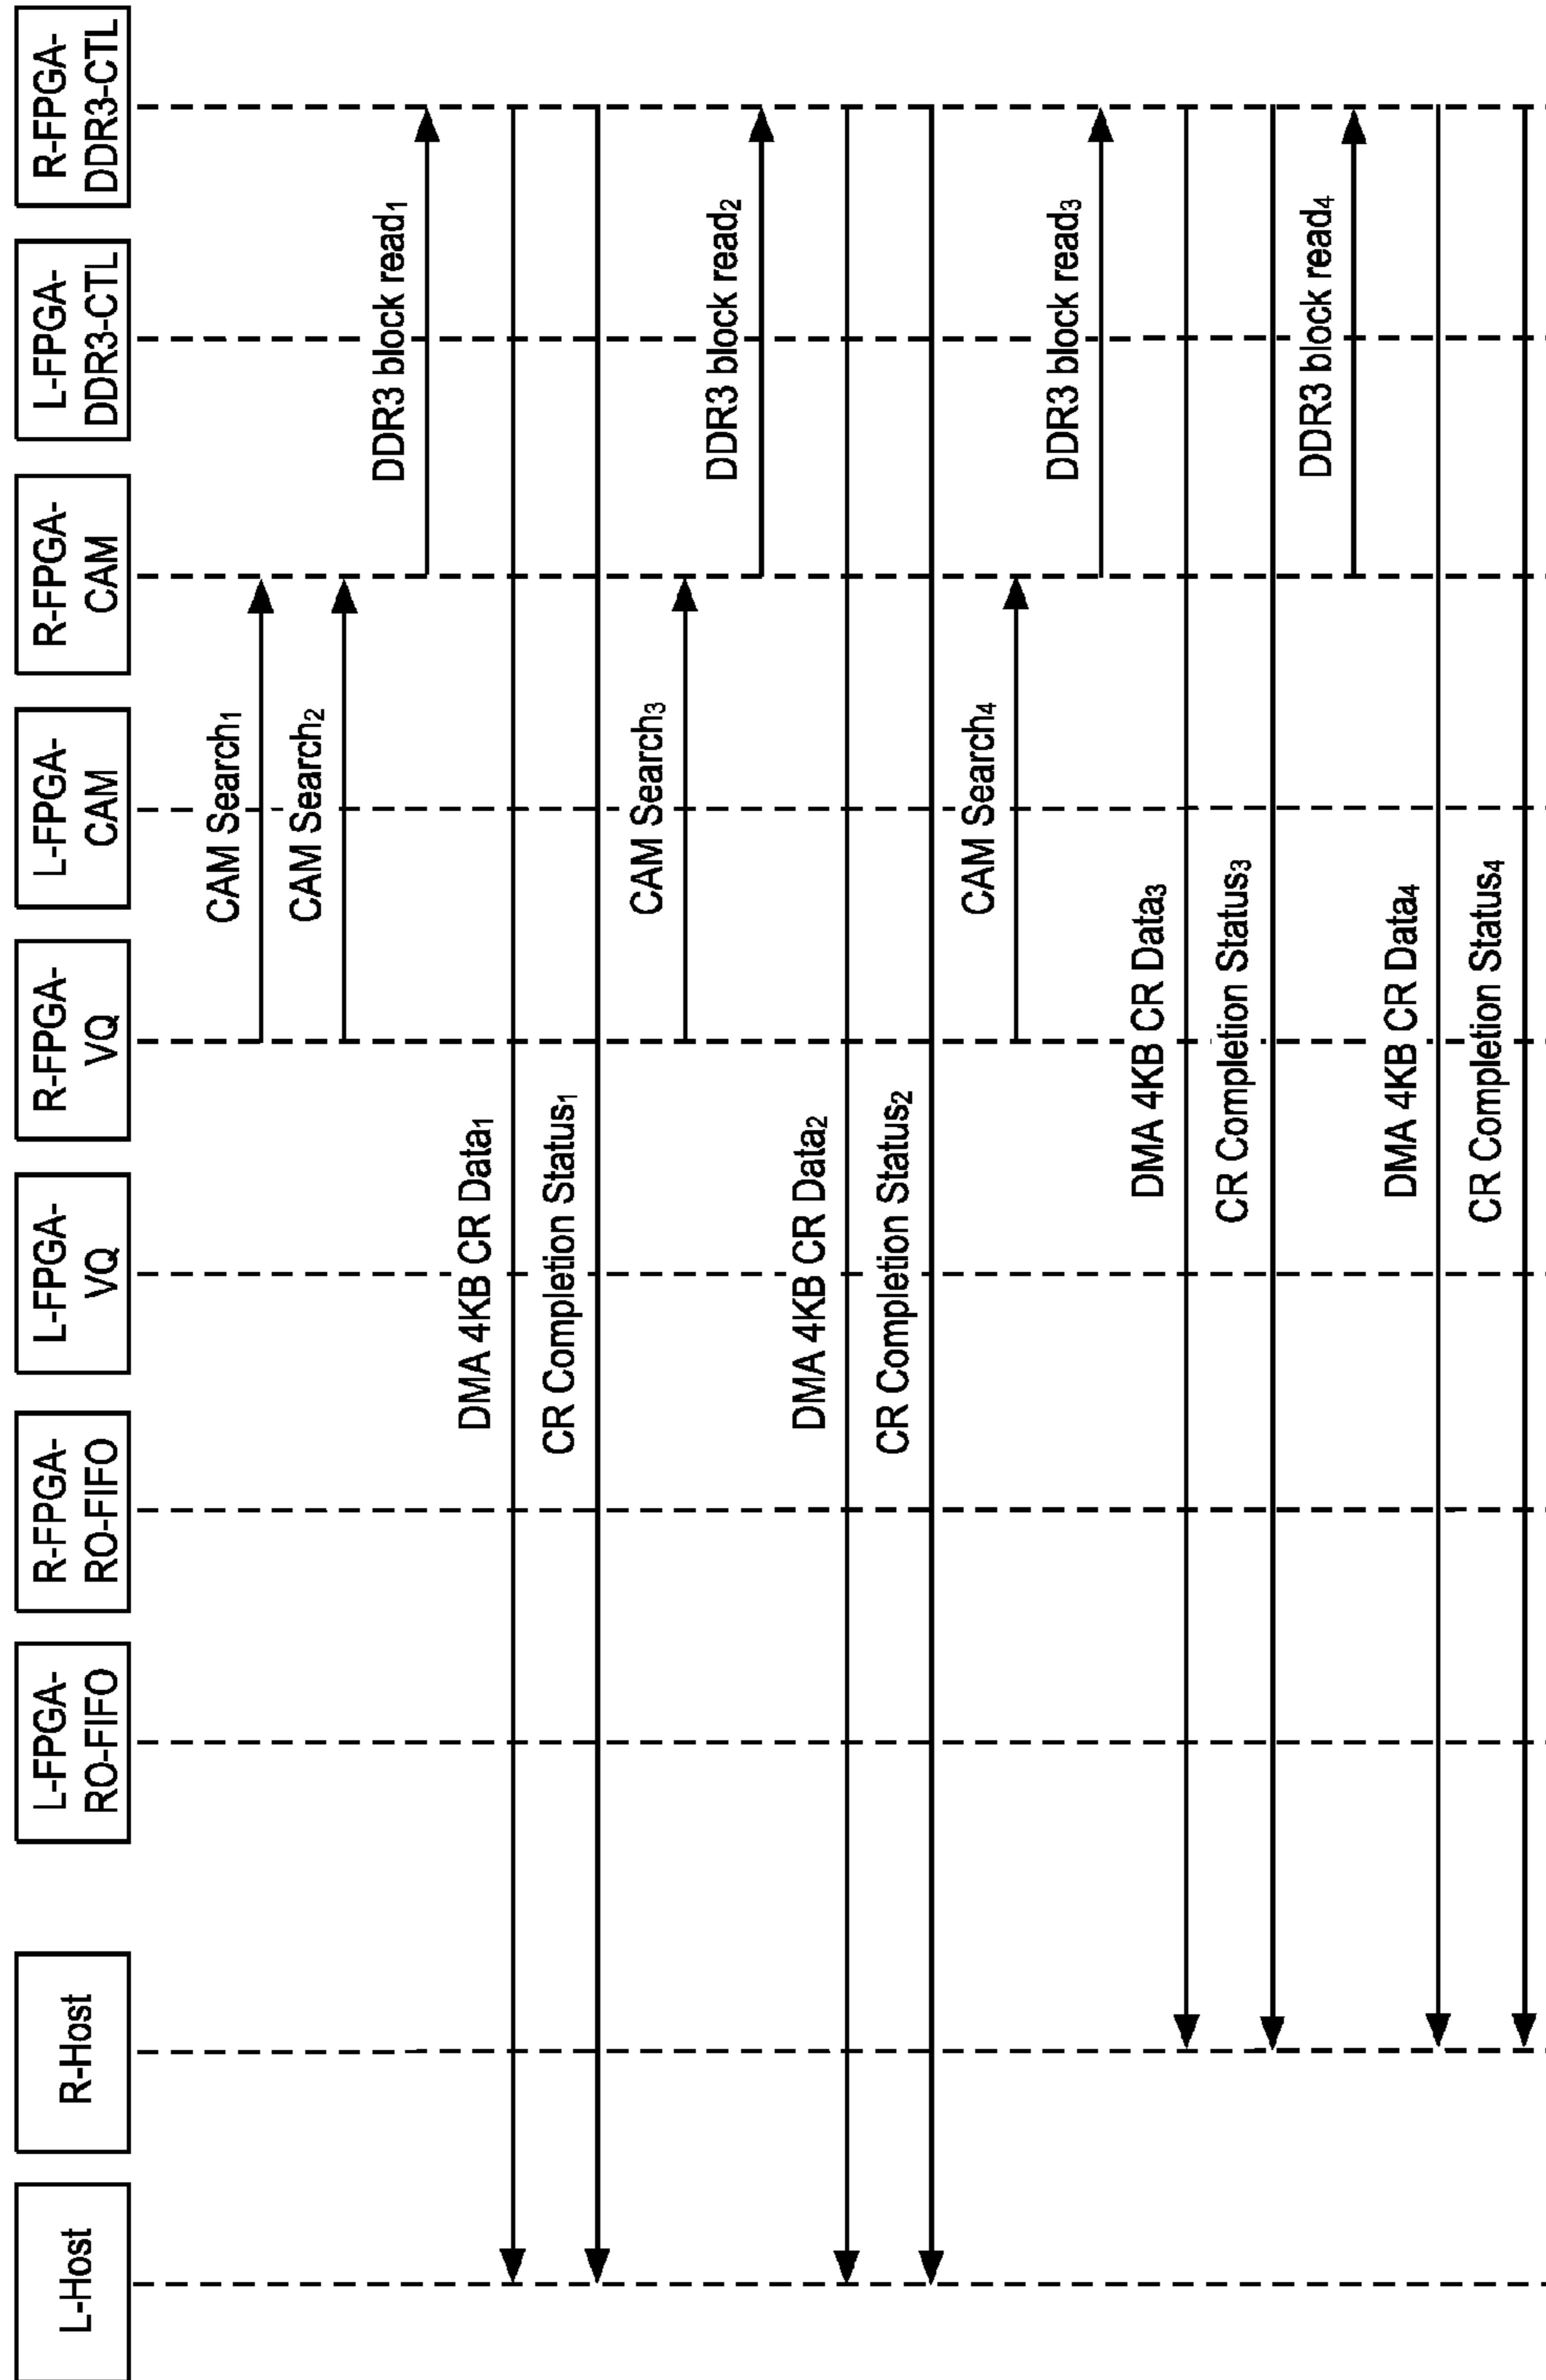 L-Host
R-Host
L-FPGA-
RO-FIFO
R-FPGA-
RO-FIFO
L-FPGA-
VQ
R-FPGA-
VQ
L-FPGA-
CAM
R-FPGA-
CAM
L-FPGA-
DDR3-CTL
R-FPGA-
DDR3-CTL
CAM Search1
CAM Search2
DDR3 block read1
DMA 4KB CR Data1
CR Completion Status1
CAM Search3
DDR3 block read2
DMA 4KB CR Data2
CR Completion Status2
CAM Search4
DDR3 block read3
DMA 4KB CR Data3
CR Completion Status3
DDR3 block read4
DMA 4KB CR Data4
CR Completion Status4